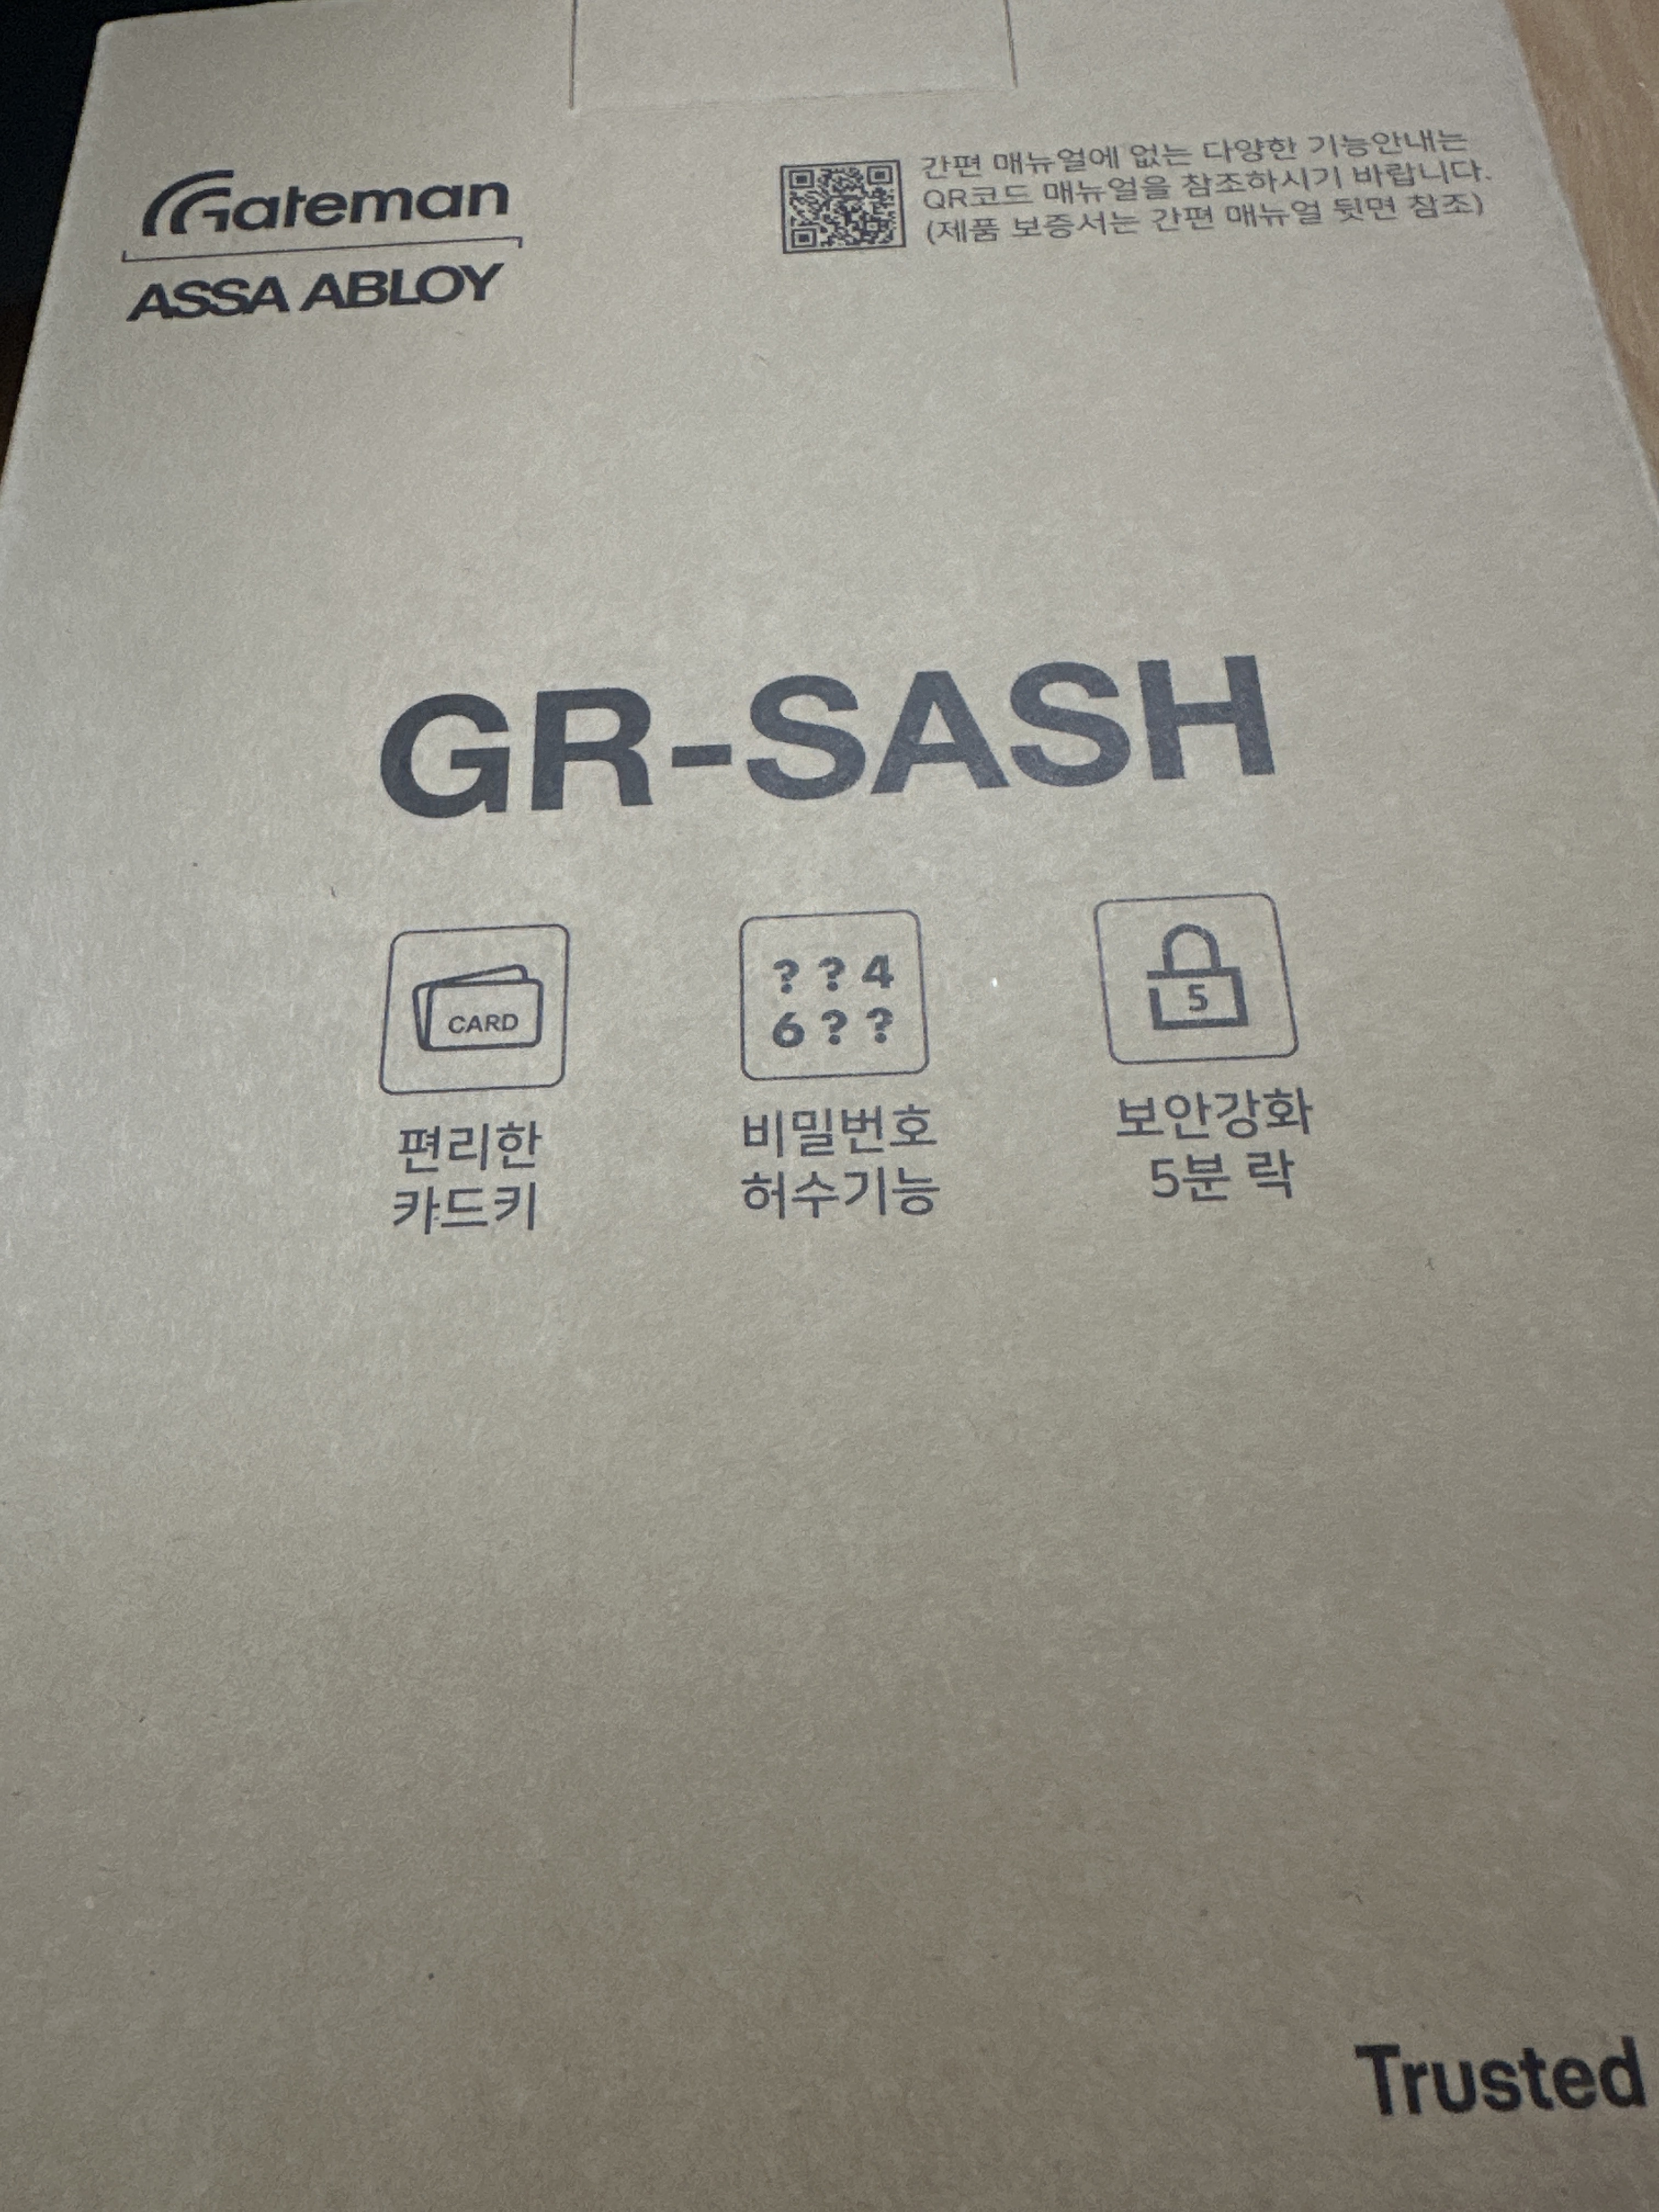 Gateman
ASSA ABLOY
간편 매뉴얼에 없는 다양한 기능안내는
QR코드 매뉴얼을 참조하시기 바랍니다.
(제품 보증서는 간편 매뉴얼 뒷면 참조)
GR-SASH
CARD
? ? 4
6 ? ?
5
편리한
카드키
비밀번호
허수기능
보안강화
5분 락
Trusted